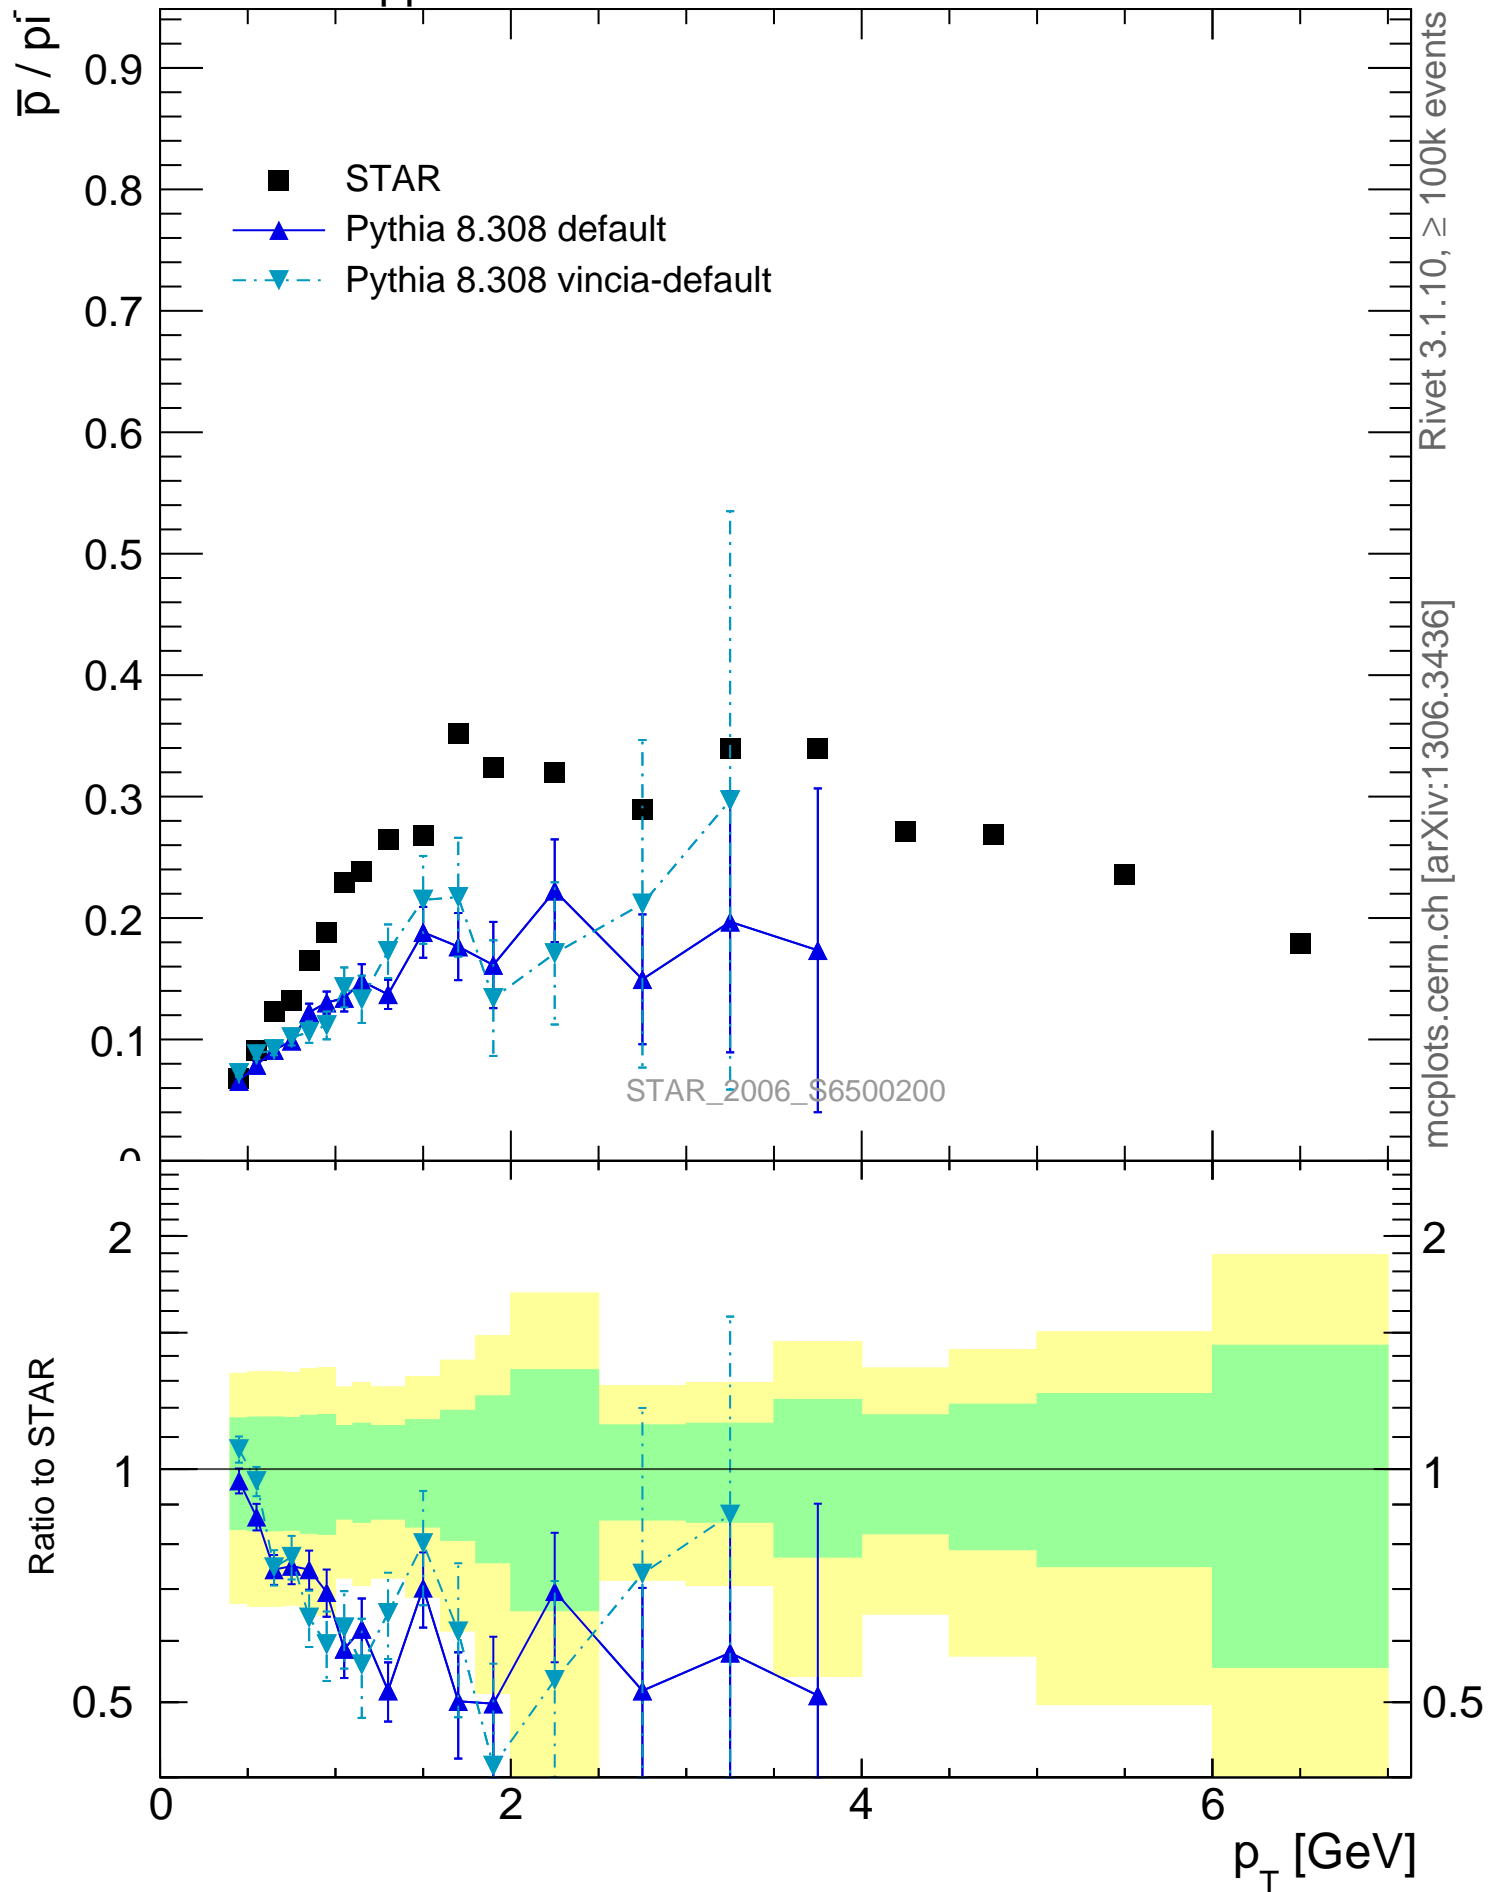 p̅ / pi⁻
0.9
0.8
0.7
0.6
0.5
0.4
0.3
0.2
0.1
0
STAR
Pythia 8.308 default
Pythia 8.308 vincia-default
STAR_2006_S6500200
Rivet 3.1.10, ≥ 100k events
mcplots.cern.ch [arXiv:1306.3436]
Ratio to STAR
2
1
0.5
2
1
0.5
0
2
4
6
p_T [GeV]